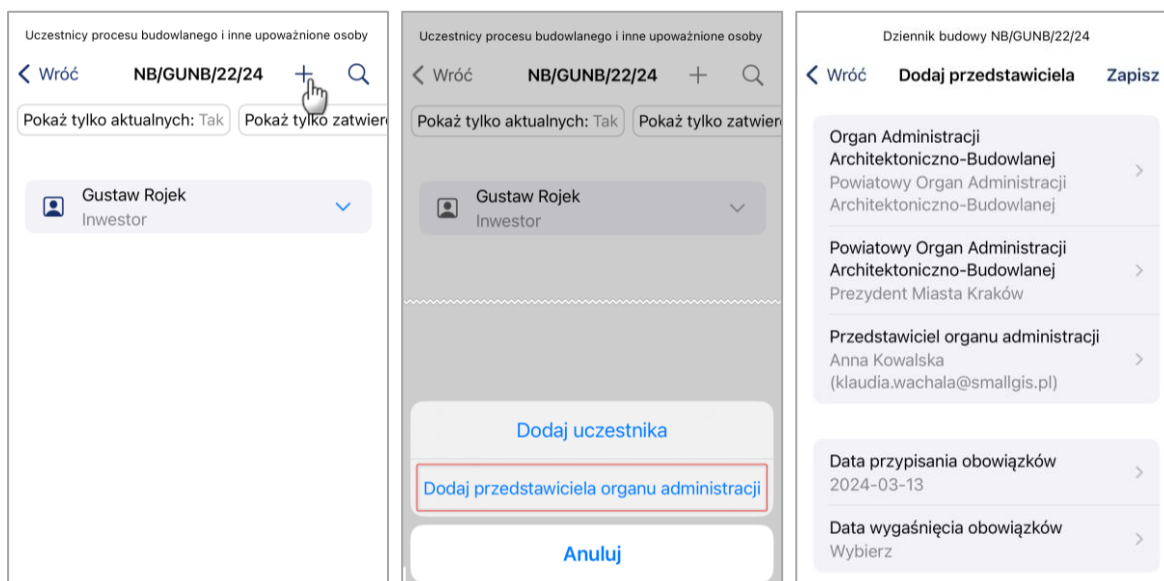 Uczestnicy procesu budowlanego i inne upoważnione osoby
Wróć NB/GUNB/22/24
Pokaż tylko aktualnych: Tak Pokaż tylko zatwier
Gustaw Rojek
Inwestor
Uczestnicy procesu budowlanego i inne upoważnione osoby
Wróć NB/GUNB/22/24
Pokaż tylko aktualnych: Tak Pokaż tylko zatwier
Gustaw Rojek
Inwestor
Dodaj uczestnika
Dodaj przedstawiciela organu administracji
Anuluj
Dziennik budowy NB/GUNB/22/24
Wróć Dodaj przedstawiciela Zapisz
Organ Administracji
Architektoniczno-Budowlanej
Powiatowy Organ Administracji
Architektoniczno-Budowlanej
Powiatowy Organ Administracji
Architektoniczno-Budowlanej
Prezydent Miasta Kraków
Przedstawiciel organu administracji
Anna Kowalska
(klaudia.wachala@smallgis.pl)
Data przypisania obowiązków
2024-03-13
Data wygaśnięcia obowiązków
Wybierz